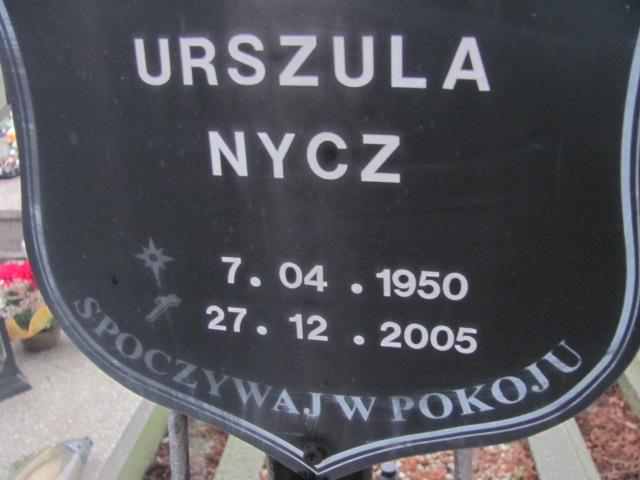 URSZULA
NYCZ
7. 04 . 1950
27. 12 . 2005
SPOCZYWAJ W POKOJU